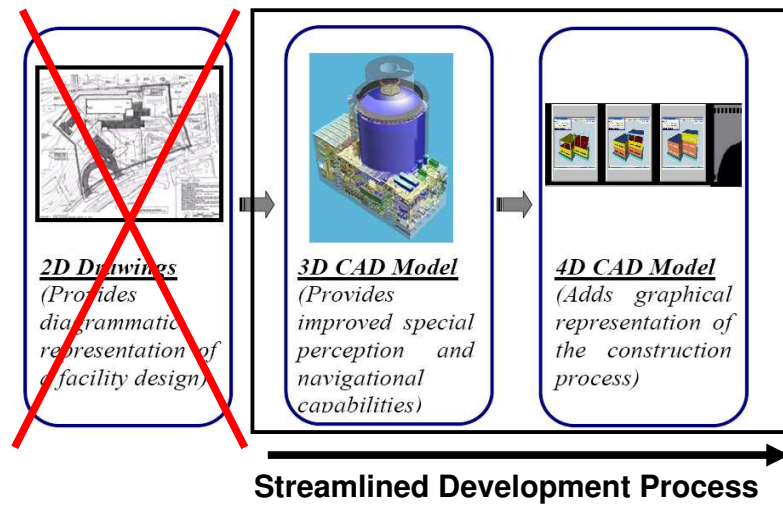 2D Drawings
(Provides
diagrammatic
representation of
a facility design)
3D CAD Model
(Provides
improved special
perception and
navigational
capabilities)
4D CAD Model
(Adds graphical
representation of
the construction
process)
Streamlined Development Process